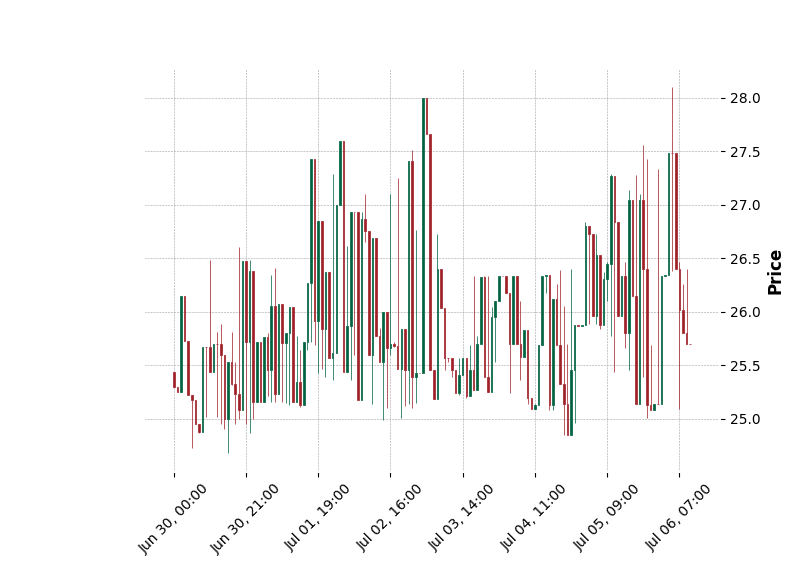 28.0
27.5
27.0
26.5
26.0
25.5
25.0
Price
Jun 30, 00:00
Jun 30, 21:00
Jul 01, 19:00
Jul 02, 16:00
Jul 03, 14:00
Jul 04, 11:00
Jul 05, 09:00
Jul 06, 07:00